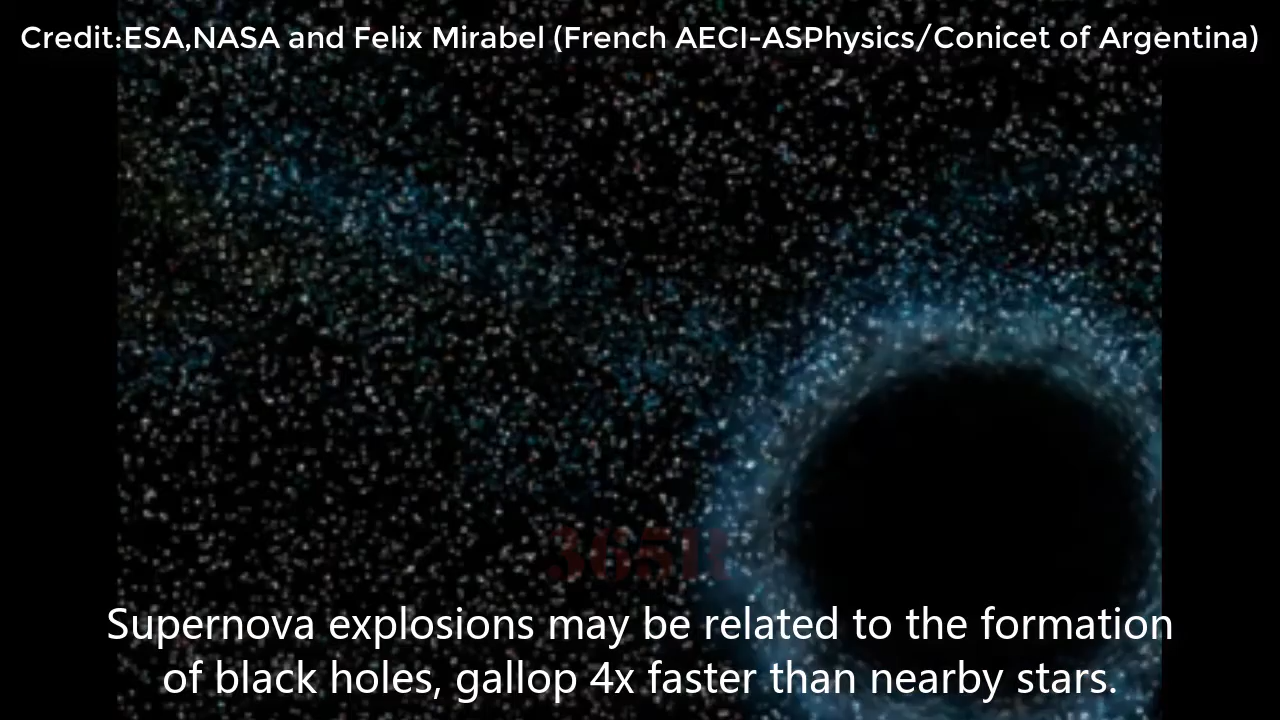 Credit:ESA,NASA and Felix Mirabel (French AECI-ASPhysics/Conicet of Argentina)
Supernova explosions may be related to the formation
of black holes, gallop 4x faster than nearby stars.